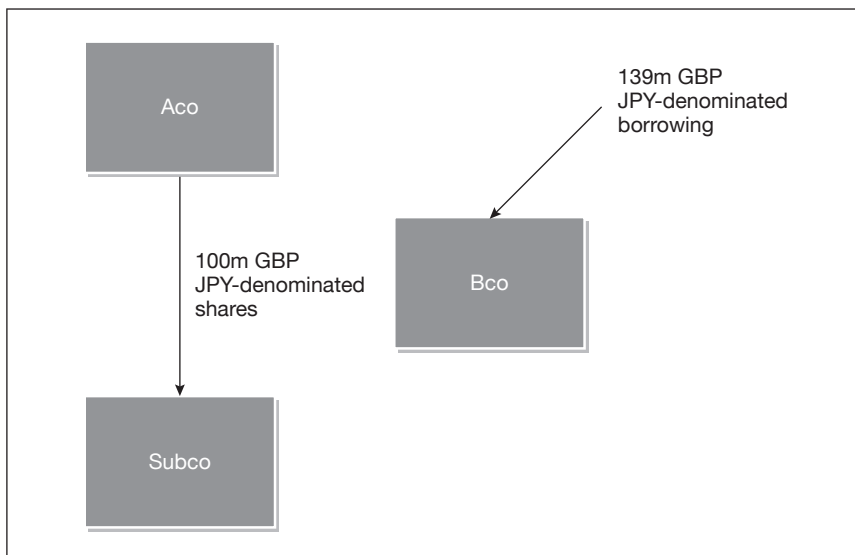 Aco
139m GBP
JPY-denominated
borrowing
100m GBP
JPY-denominated
shares
Bco
Subco